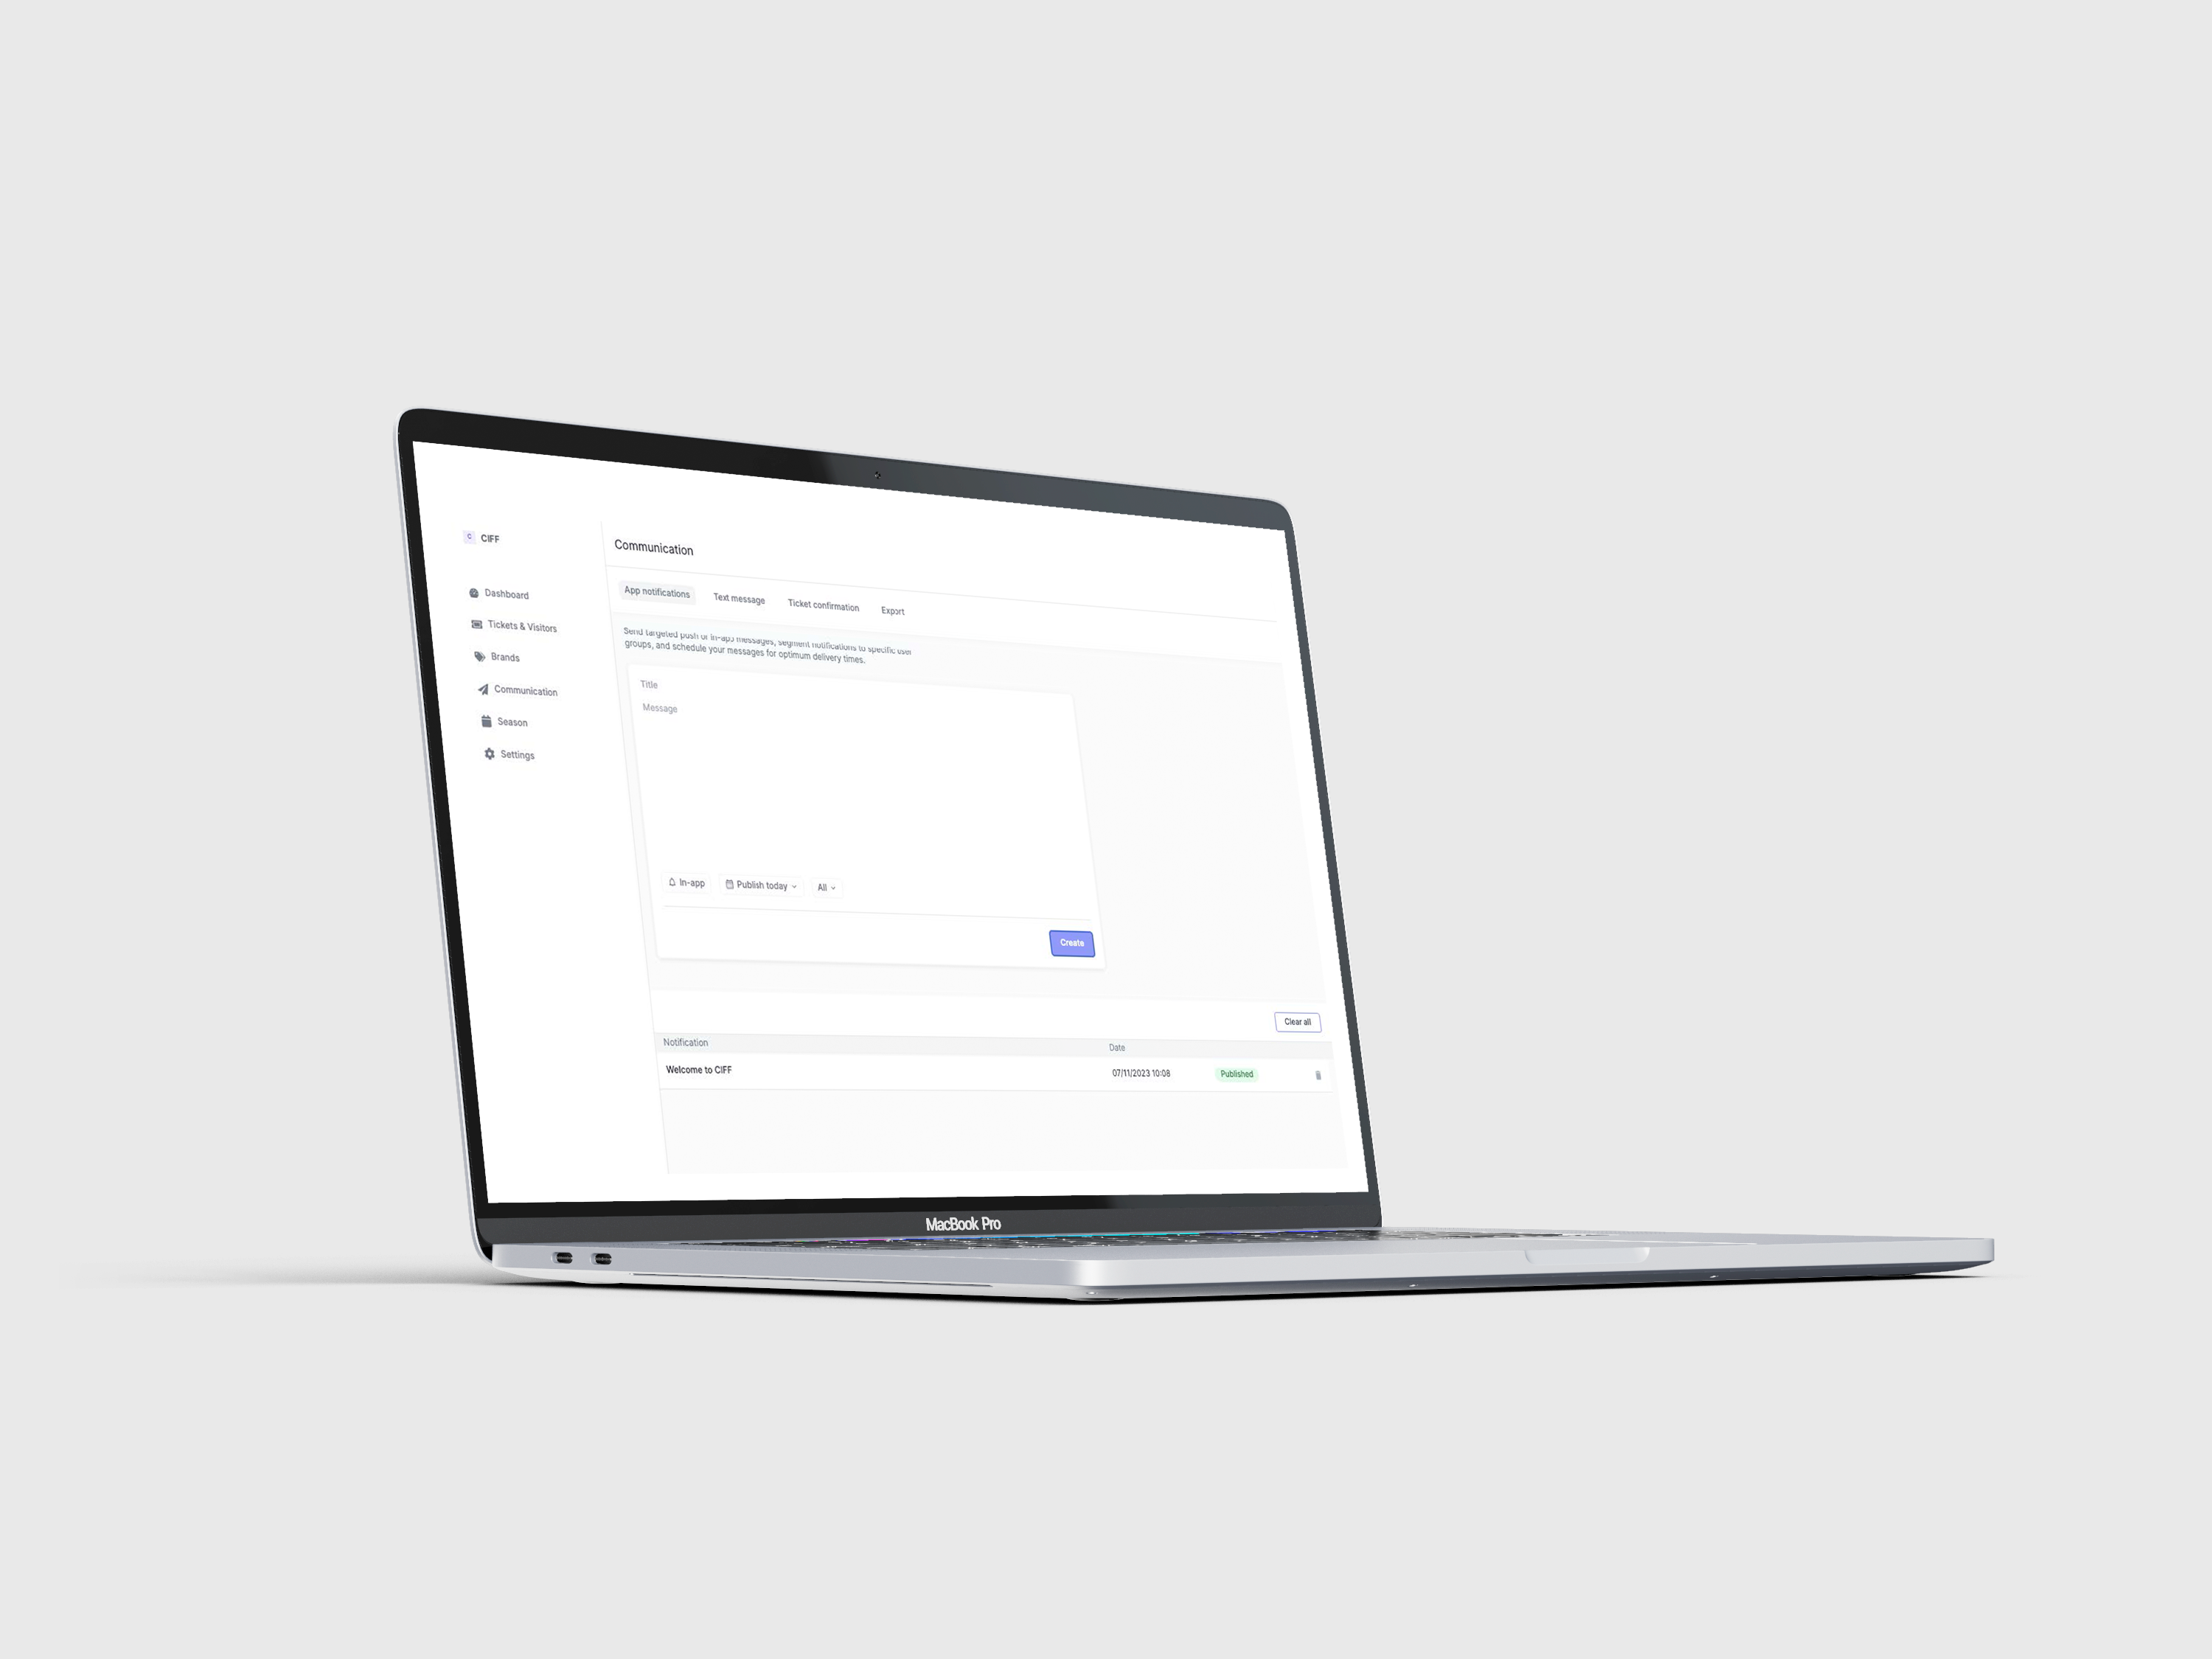 C CIFF
Dashboard
Tickets & Visitors
Brands
Communication
Season
Settings
Communication
App notifications Text message Ticket confirmation Export
Send targeted push or in-app messages, segment notifications to specific user
groups, and schedule your messages for optimum delivery times.
Title
Message
In-app Publish today All
Create
Clear all
Notification Date
Welcome to CIFF 07/11/2023 10:08 Published
MacBook Pro